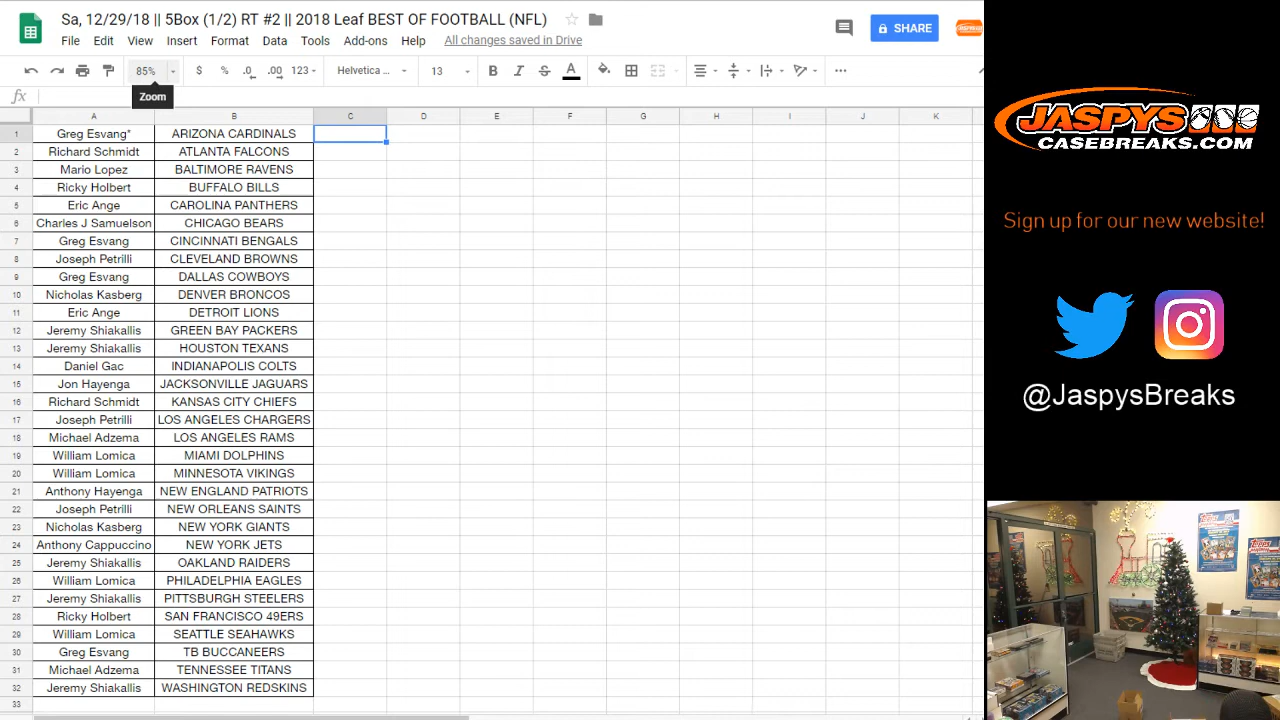 Sa, 12/29/18 || 5Box (1/2) RT #2 || 2018 Leaf BEST OF FOOTBALL (NFL)
SHARE
File Edit View Insert Format Data Tools Add-ons Help All changes saved in Drive
85% $ % .0 .00 123 Helvetica ... 13 B I S A
fx
Zoom
A B C D E F G H I J K
1 Greg Esvang* ARIZONA CARDINALS
2 Richard Schmidt ATLANTA FALCONS
3 Mario Lopez BALTIMORE RAVENS
4 Ricky Holbert BUFFALO BILLS
5 Eric Ange CAROLINA PANTHERS
6 Charles J Samuelson CHICAGO BEARS
7 Greg Esvang CINCINNATI BENGALS
8 Joseph Petrilli CLEVELAND BROWNS
9 Greg Esvang DALLAS COWBOYS
10 Nicholas Kasberg DENVER BRONCOS
11 Eric Ange DETROIT LIONS
12 Jeremy Shiakallis GREEN BAY PACKERS
13 Jeremy Shiakallis HOUSTON TEXANS
14 Daniel Gac INDIANAPOLIS COLTS
15 Jon Hayenga JACKSONVILLE JAGUARS
16 Richard Schmidt KANSAS CITY CHIEFS
17 Joseph Petrilli LOS ANGELES CHARGERS
18 Michael Adzema LOS ANGELES RAMS
19 William Lomica MIAMI DOLPHINS
20 William Lomica MINNESOTA VIKINGS
21 Anthony Hayenga NEW ENGLAND PATRIOTS
22 Joseph Petrilli NEW ORLEANS SAINTS
23 Nicholas Kasberg NEW YORK GIANTS
24 Anthony Cappuccino NEW YORK JETS
25 Jeremy Shiakallis OAKLAND RAIDERS
26 William Lomica PHILADELPHIA EAGLES
27 Jeremy Shiakallis PITTSBURGH STEELERS
28 Ricky Holbert SAN FRANCISCO 49ERS
29 William Lomica SEATTLE SEAHAWKS
30 Greg Esvang TB BUCCANEERS
31 Michael Adzema TENNESSEE TITANS
32 Jeremy Shiakallis WASHINGTON REDSKINS
33
JASPYS
CASEBREAKS.COM
Sign up for our new website!
@JaspysBreaks
Topps
Topps